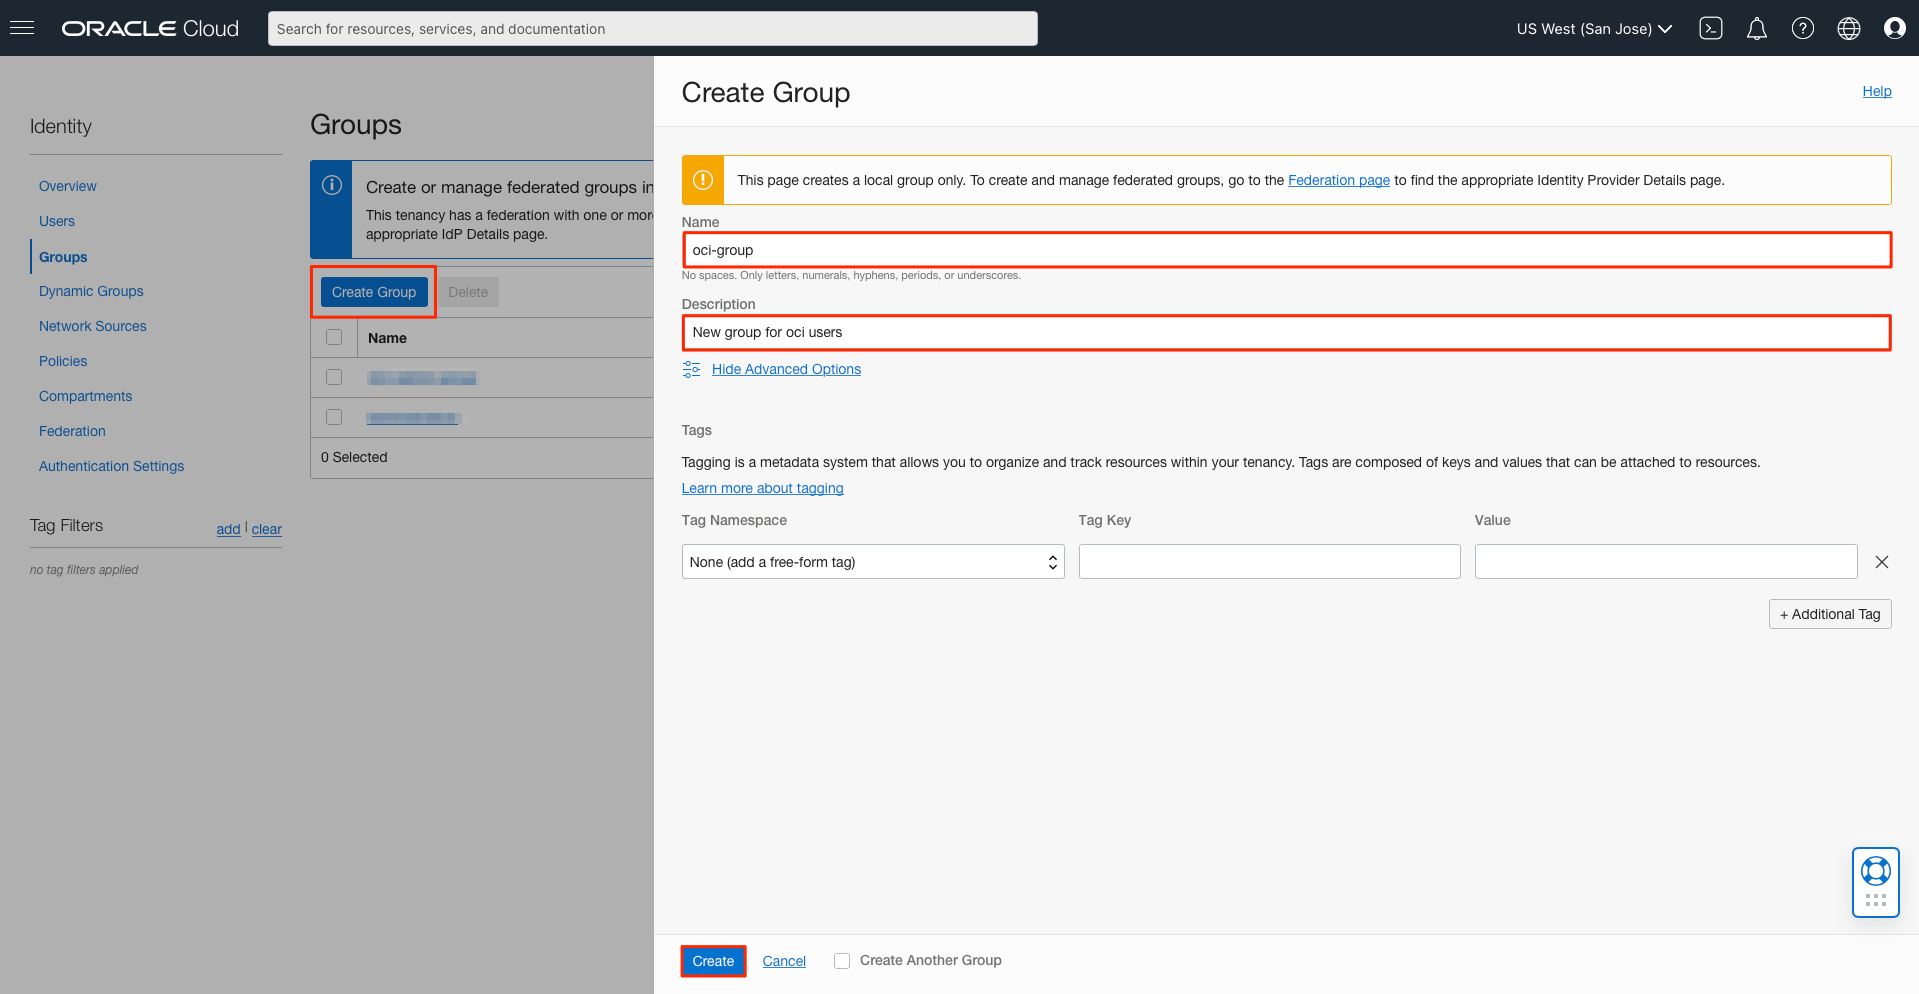 ORACLE Cloud
Search for resources, services, and documentation
US West (San Jose)
Identity
Overview
Users
Groups
Dynamic Groups
Network Sources
Policies
Compartments
Federation
Authentication Settings
Tag Filters
add | clear
no tag filters applied
Groups
Create or manage federated groups in
This tenancy has a federation with one or more
appropriate IdP Details page.
Create Group
Delete
Name
0 Selected
Create Group
Help
This page creates a local group only. To create and manage federated groups, go to the Federation page to find the appropriate Identity Provider Details page.
Name
oci-group
No spaces. Only letters, numerals, hyphens, periods, or underscores.
Description
New group for oci users
Hide Advanced Options
Tags
Tagging is a metadata system that allows you to organize and track resources within your tenancy. Tags are composed of keys and values that can be attached to resources.
Learn more about tagging
Tag Namespace
Tag Key
Value
None (add a free-form tag)
+ Additional Tag
Create
Cancel
Create Another Group